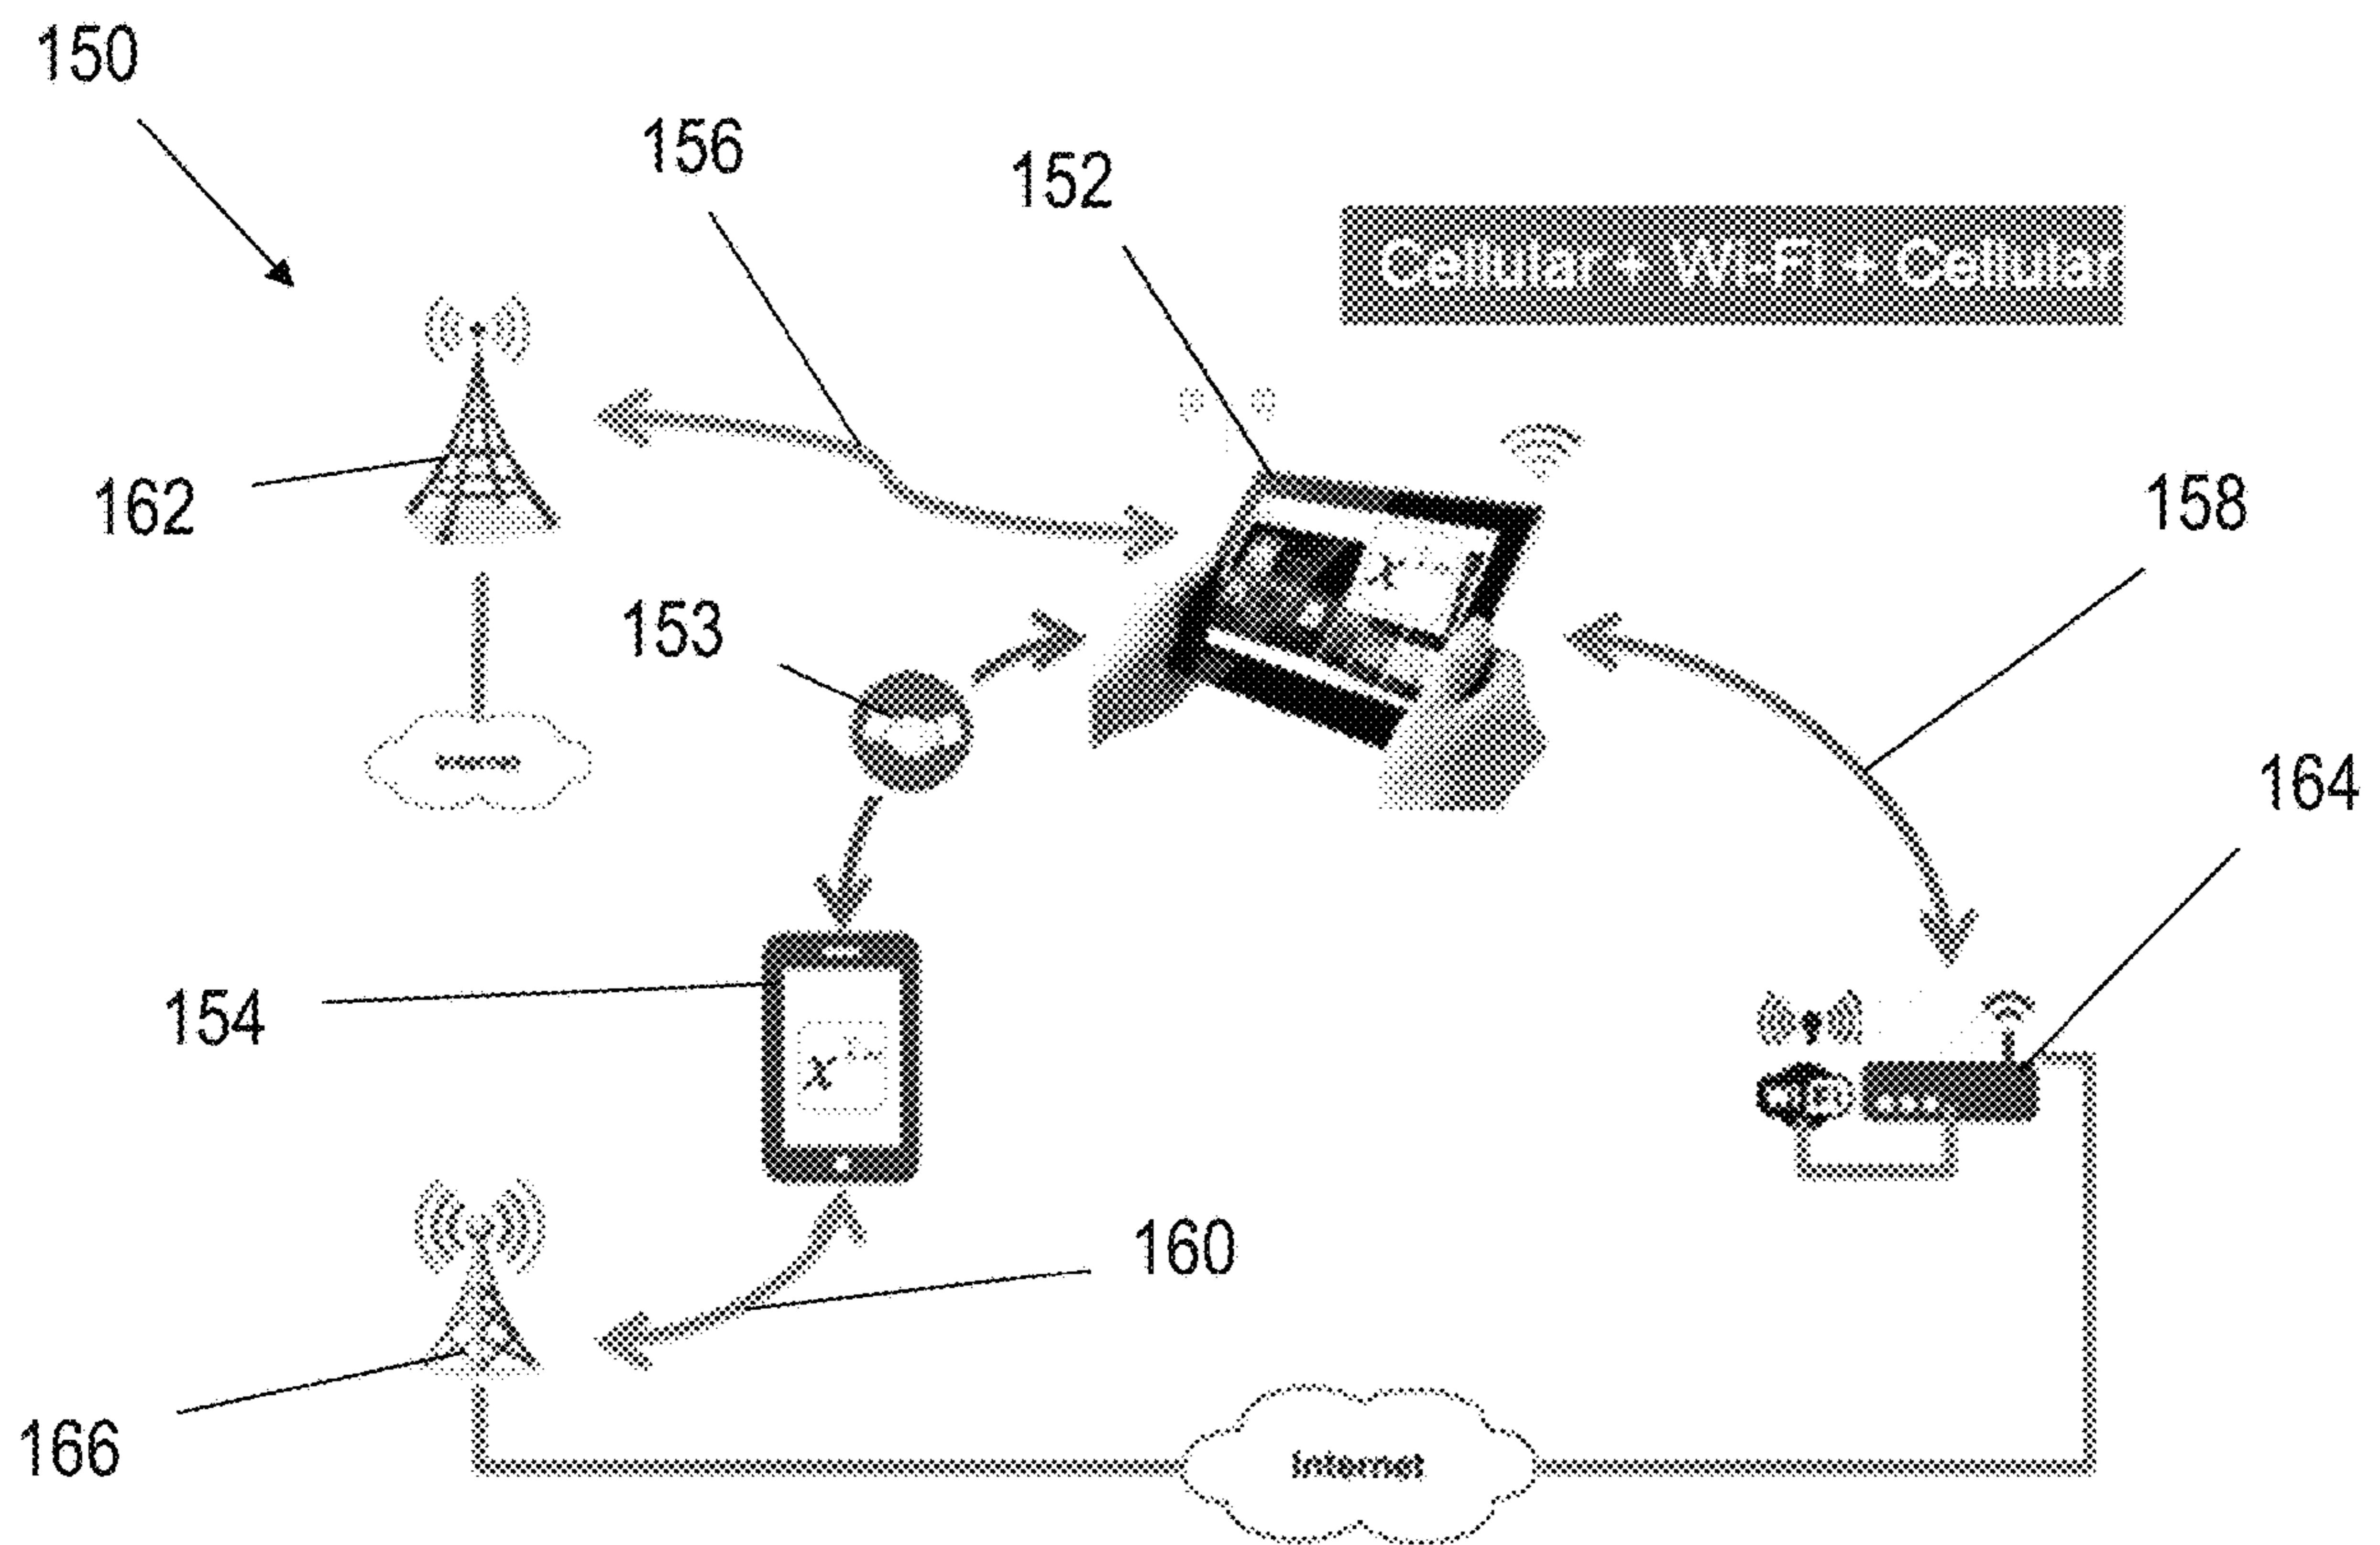 150
156
152
Cellular + Wi-Fi + Cellular
162
158
153
164
154
x
x
160
166
Internet